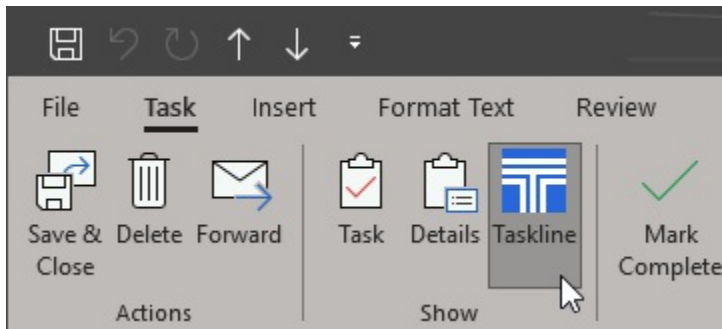 File Task Insert Format Text Review
Save & Delete Forward Task Details Taskline Mark
Close Complete
Actions Show